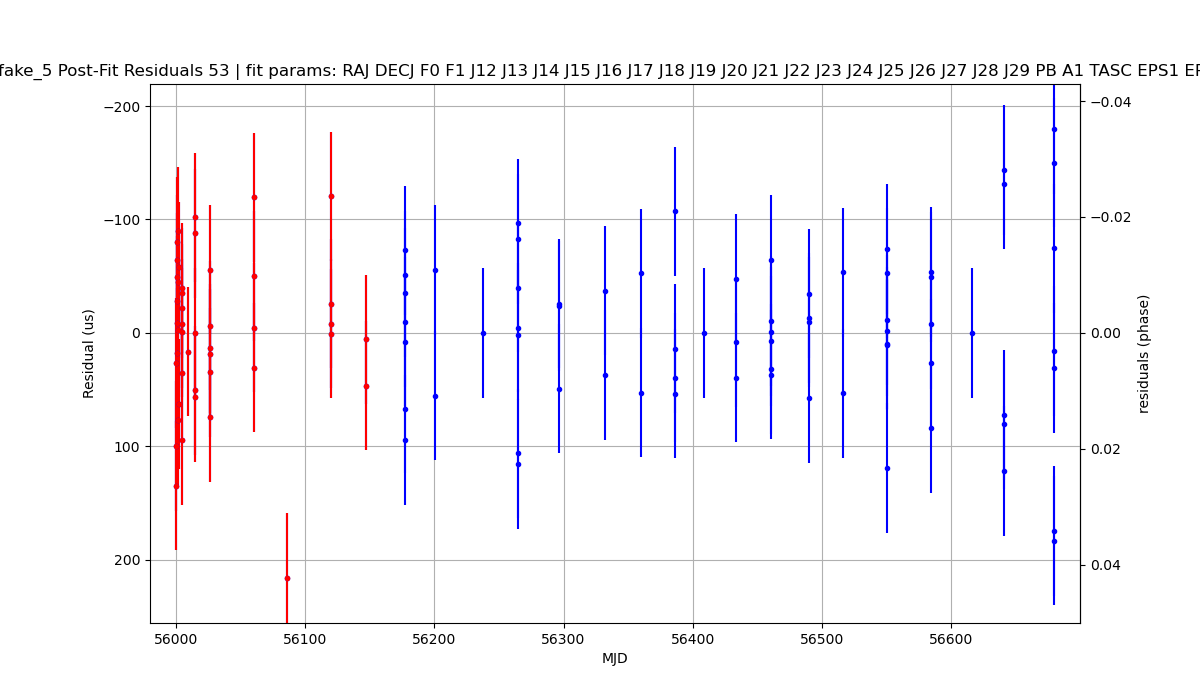 fake_5 Post-Fit Residuals 53 | fit params: RAJ DECJ F0 F1 J12 J13 J14 J15 J16 J17 J18 J19 J20 J21 J22 J23 J24 J25 J26 J27 J28 J29 PB A1 TASC EPS1
−200
−100
0
100
200
Residual (us)
−0.04
−0.02
0.00
0.02
0.04
residuals (phase)
56000 56100 56200 56300 56400 56500 56600
MJD